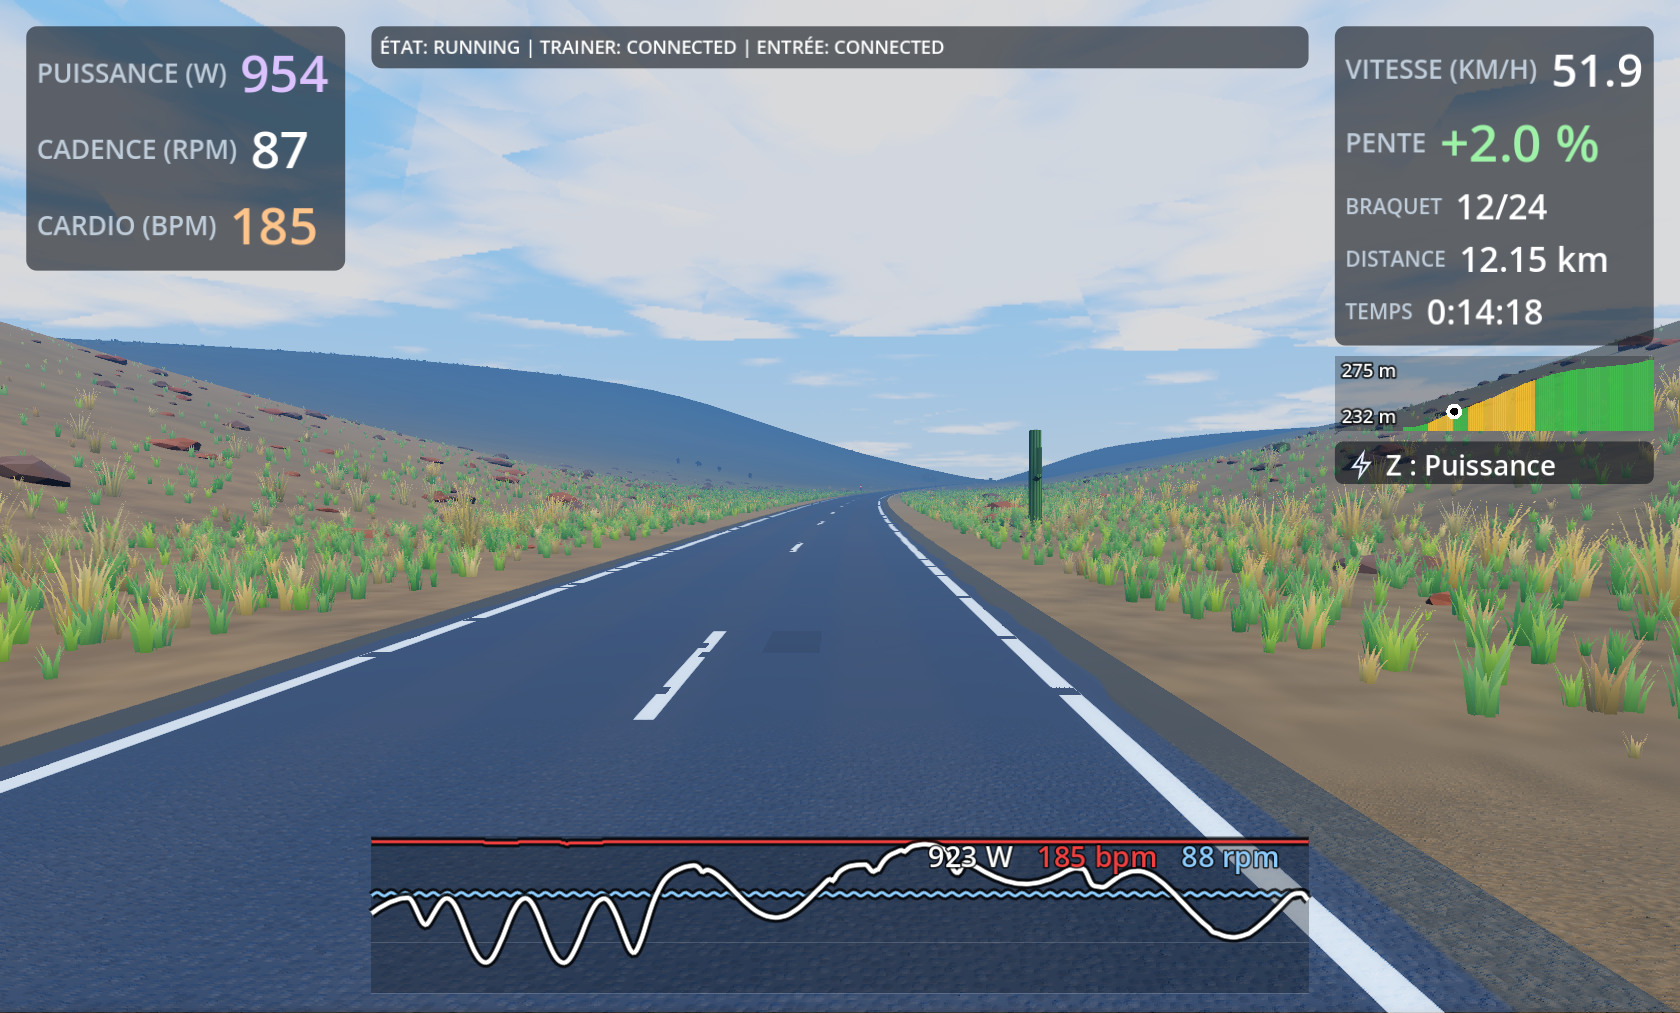 PUISSANCE (W) 954
CADENCE (RPM) 87
CARDIO (BPM) 185
ÉTAT: RUNNING | TRAINER: CONNECTED | ENTRÉE: CONNECTED
VITESSE (KM/H) 51.9
PENTE +2.0 %
BRAQUET 12/24
DISTANCE 12.15 km
TEMPS 0:14:18
275 m
232 m
Z : Puissance
923 W 185 bpm 88 rpm